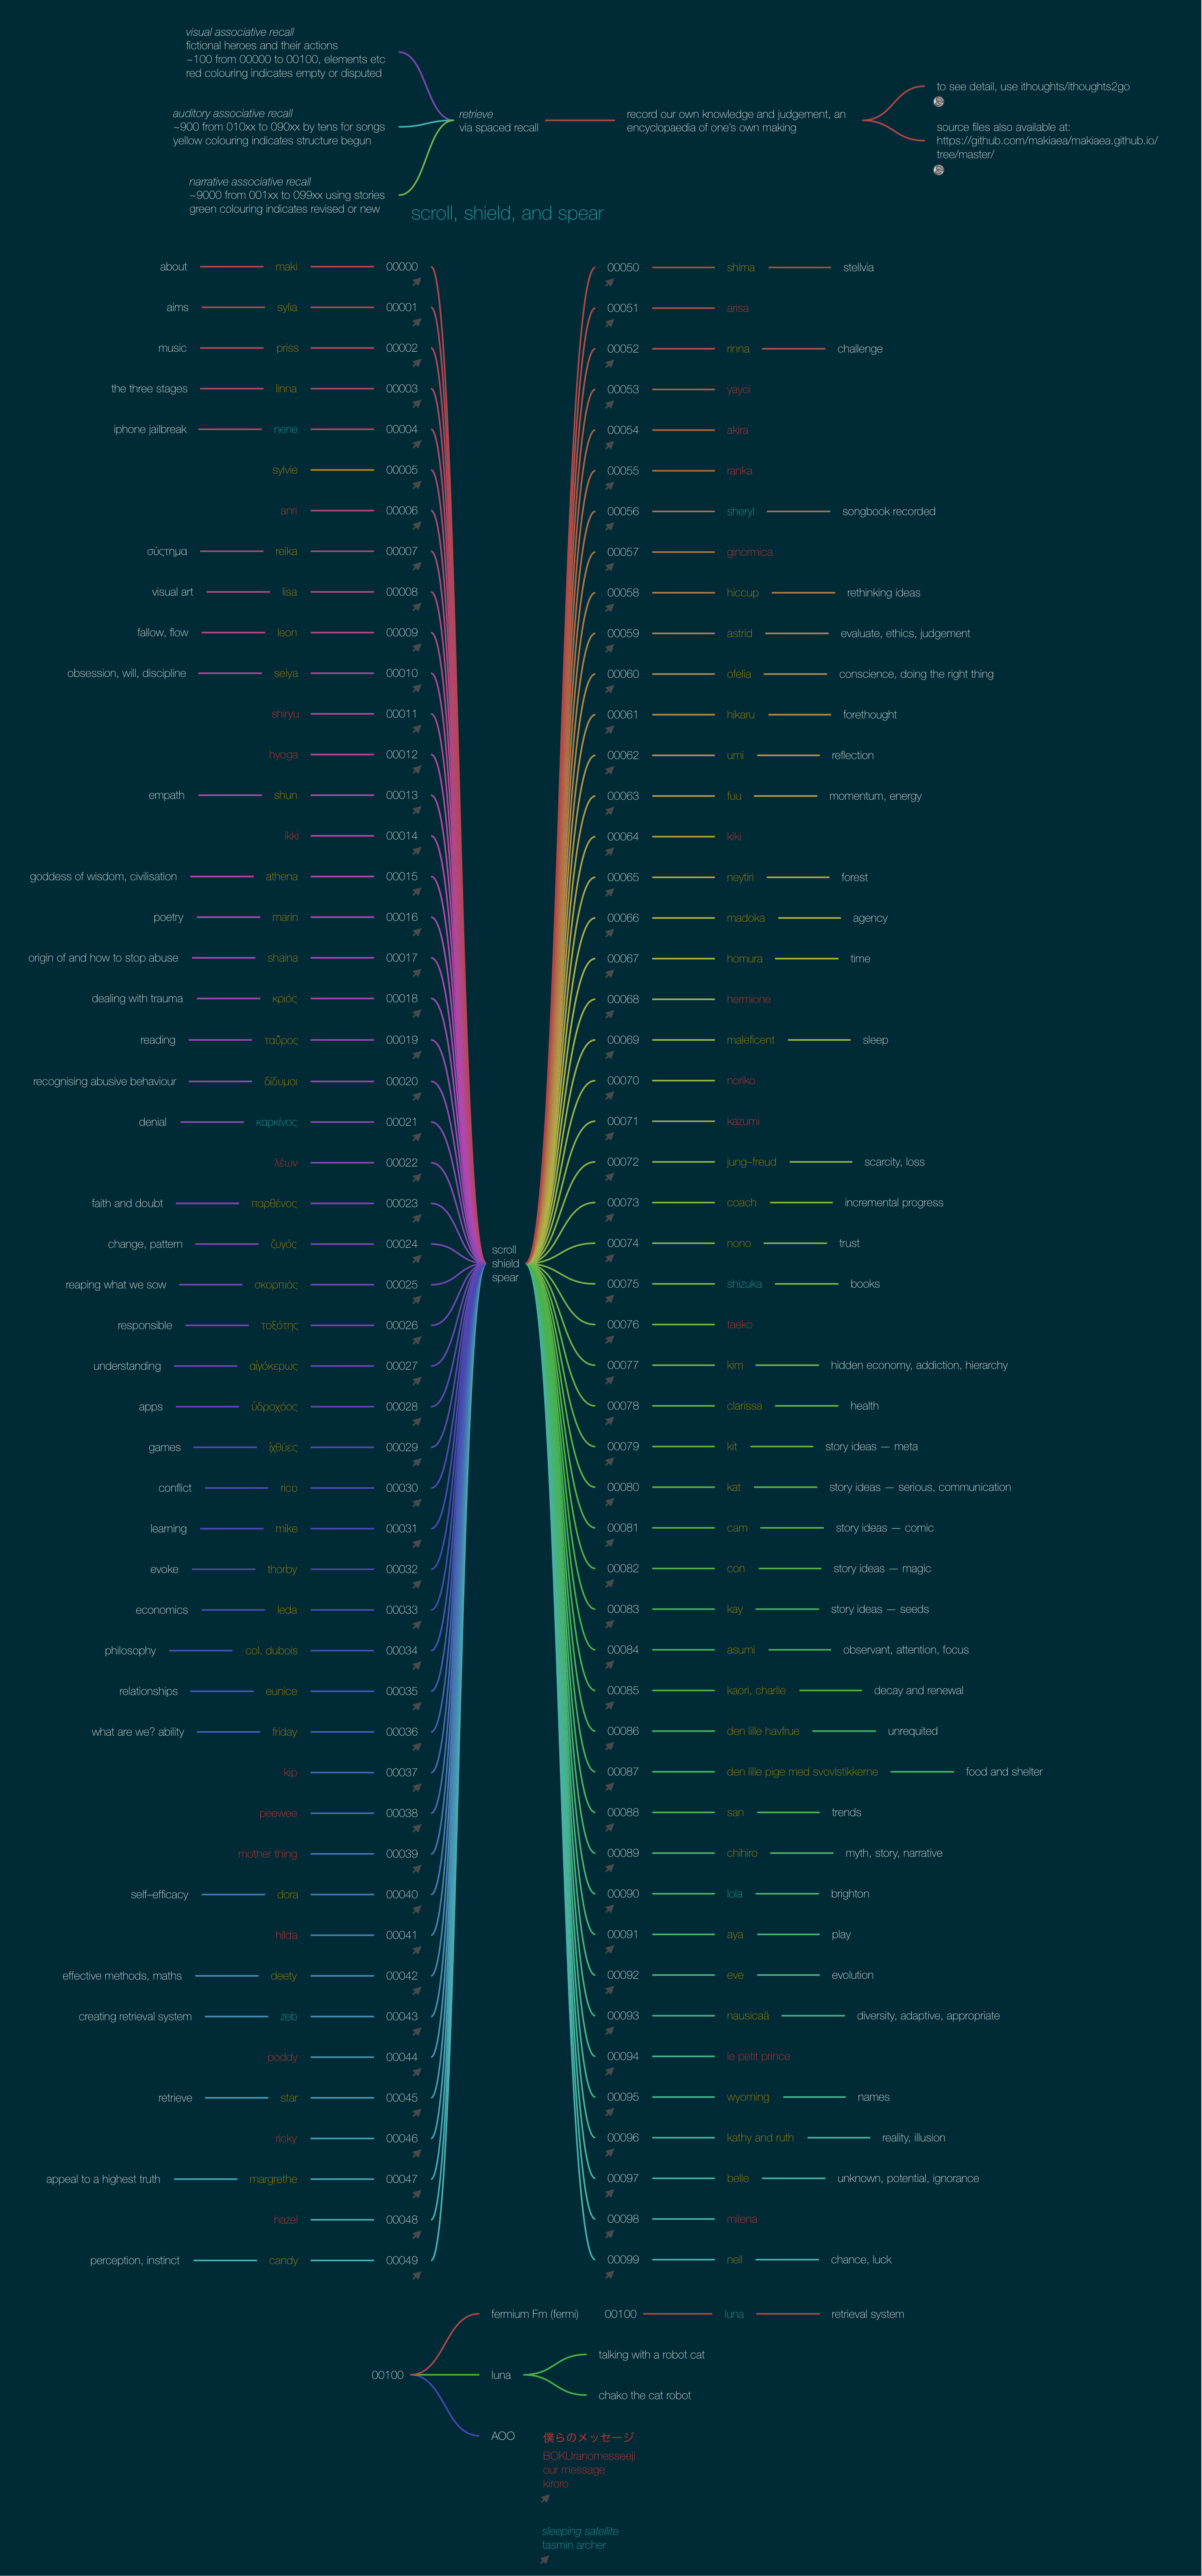 visual associative recall
fictional heroes and their actions
~100 from 00000 to 00100, elements etc
red colouring indicates empty or disputed
auditory associative recall
~900 from 010xx to 090xx by tens for songs
yellow colouring indicates structure begun
narrative associative recall
~9000 from 001xx to 099xx using stories
green colouring indicates revised or new
retrieve
via spaced recall
record our own knowledge and judgement, an
encyclopaedia of one's own making
to see detail, use ithoughts/ithoughts2go
source files also available at:
https://github.com/makiaea/makiaea.github.io/
tree/master/
scroll, shield, and spear
about maki 00000
aims sylia 00001
music priss 00002
the three stages linna 00003
iphone jailbreak nene 00004
sylvie 00005
anri 00006
σύςτημα reika 00007
visual art lisa 00008
fallow, flow leon 00009
obsession, will, discipline seiya 00010
shiryu 00011
hyoga 00012
empath shun 00013
ikki 00014
goddess of wisdom, civilisation athena 00015
poetry marin 00016
origin of and how to stop abuse shaina 00017
dealing with trauma κριός 00018
reading ταῦρος 00019
recognising abusive behaviour δίδυμοι 00020
denial καρκίνος 00021
λέων 00022
faith and doubt παρθένος 00023
change, pattern ζυγός 00024
reaping what we sow σκορπιός 00025
responsible τοξότης 00026
understanding αἰγόκερως 00027
apps ὑδροχόος 00028
games ἰχθύες 00029
conflict rico 00030
learning mike 00031
evoke thorby 00032
economics leda 00033
philosophy col. dubois 00034
relationships eunice 00035
what are we? ability friday 00036
kip 00037
peewee 00038
mother thing 00039
self–efficacy dora 00040
hilda 00041
effective methods, maths deety 00042
creating retrieval system zeb 00043
poddy 00044
retrieve star 00045
ricky 00046
appeal to a highest truth margrethe 00047
hazel 00048
perception, instinct candy 00049
scroll
shield
spear
00050 shima stellvia
00051 arisa
00052 rinna challenge
00053 yayoi
00054 akira
00055 ranka
00056 sheryl songbook recorded
00057 ginormica
00058 hiccup rethinking ideas
00059 astrid evaluate, ethics, judgement
00060 ofelia conscience, doing the right thing
00061 hikaru forethought
00062 umi reflection
00063 fuu momentum, energy
00064 kiki
00065 neytiri forest
00066 madoka agency
00067 homura time
00068 hermione
00069 maleficent sleep
00070 noriko
00071 kazumi
00072 jung–freud scarcity, loss
00073 coach incremental progress
00074 nono trust
00075 shizuka books
00076 taeko
00077 kim hidden economy, addiction, hierarchy
00078 clarissa health
00079 kit story ideas — meta
00080 kat story ideas — serious, communication
00081 cam story ideas — comic
00082 con story ideas — magic
00083 kay story ideas — seeds
00084 asumi observant, attention, focus
00085 kaori, charlie decay and renewal
00086 den lille havfrue unrequited
00087 den lille pige med svovlstikkerne food and shelter
00088 san trends
00089 chihiro myth, story, narrative
00090 lola brighton
00091 aya play
00092 eve evolution
00093 nausicaä diversity, adaptive, appropriate
00094 le petit prince
00095 wyoming names
00096 kathy and ruth reality, illusion
00097 belle unknown, potential, ignorance
00098 milena
00099 nell chance, luck
fermium Fm (fermi) 00100 luna retrieval system
00100 luna
talking with a robot cat
chako the cat robot
AOO
僕らのメッセージ
BOKUranomesseeji
our message
kiroro
sleeping satellite
tasmin archer